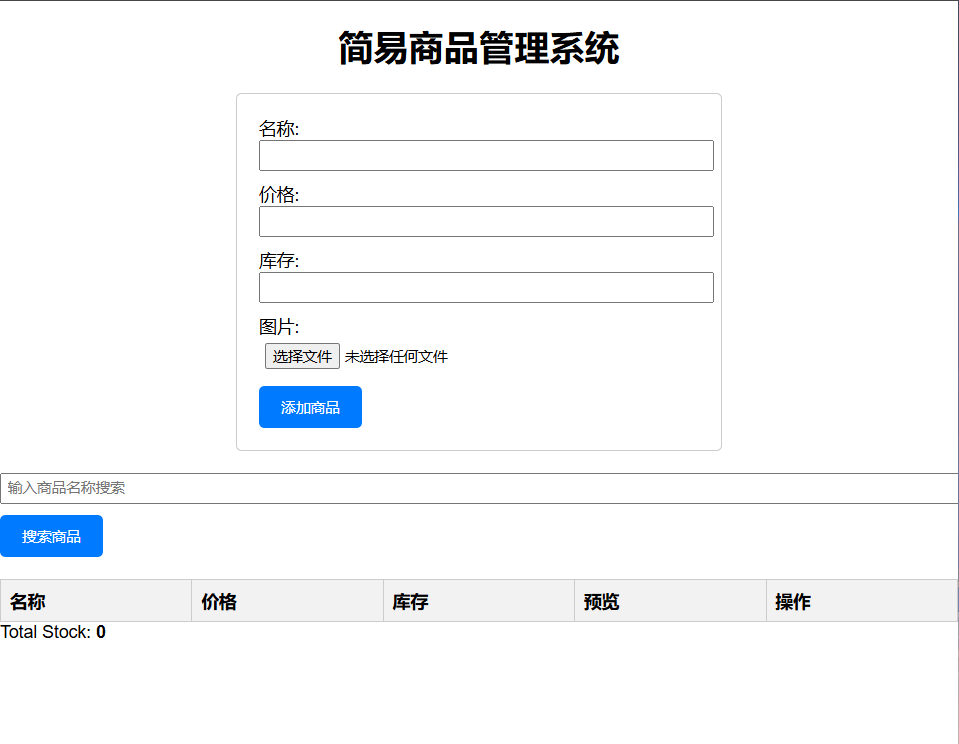 简易商品管理系统
名称:
价格:
库存:
图片:
选择文件 未选择任何文件
添加商品
输入商品名称搜索
搜索商品
名称 价格 库存 预览 操作
Total Stock: 0